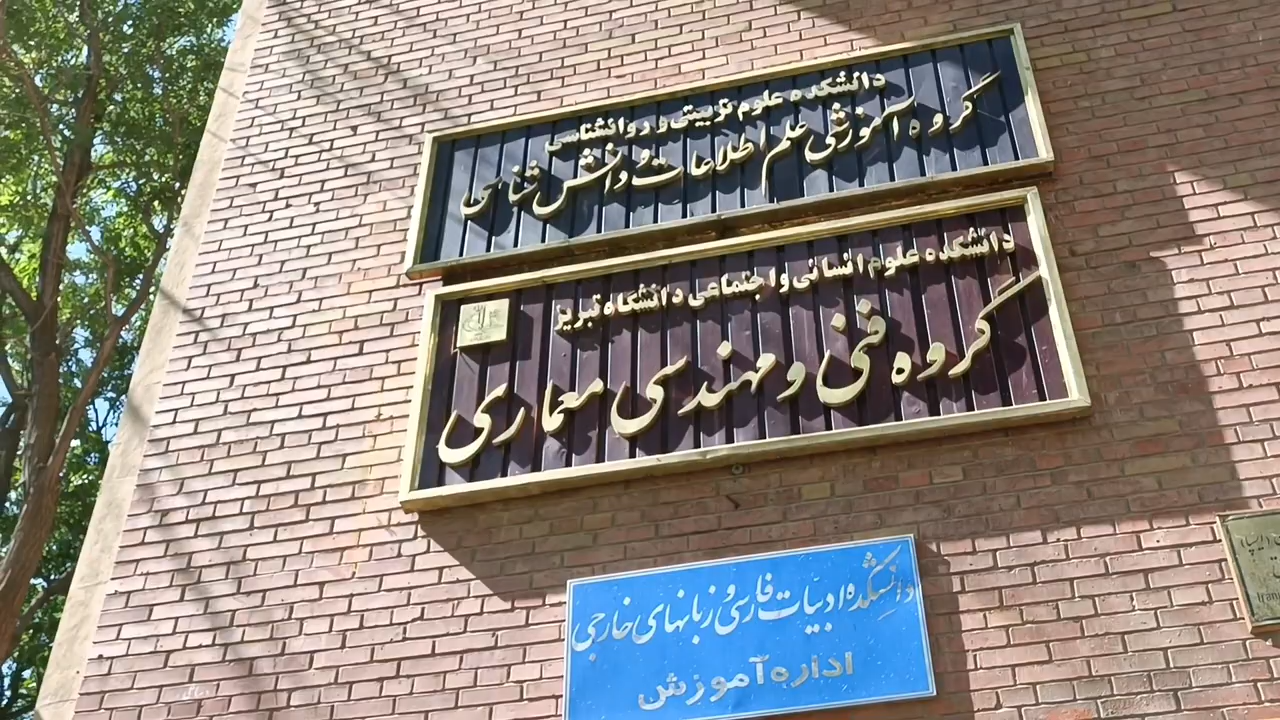 دانشکده علوم تربیتی و روانشناسی
گروه آموزشی علم اطلاعات و دانش شناسی
دانشکده علوم انسانی و اجتماعی دانشگاه تبریز
گروه فنی و مهندسی معماری
دانشکده ادبیات فارسی و زبانهای خارجی
اداره آموزش